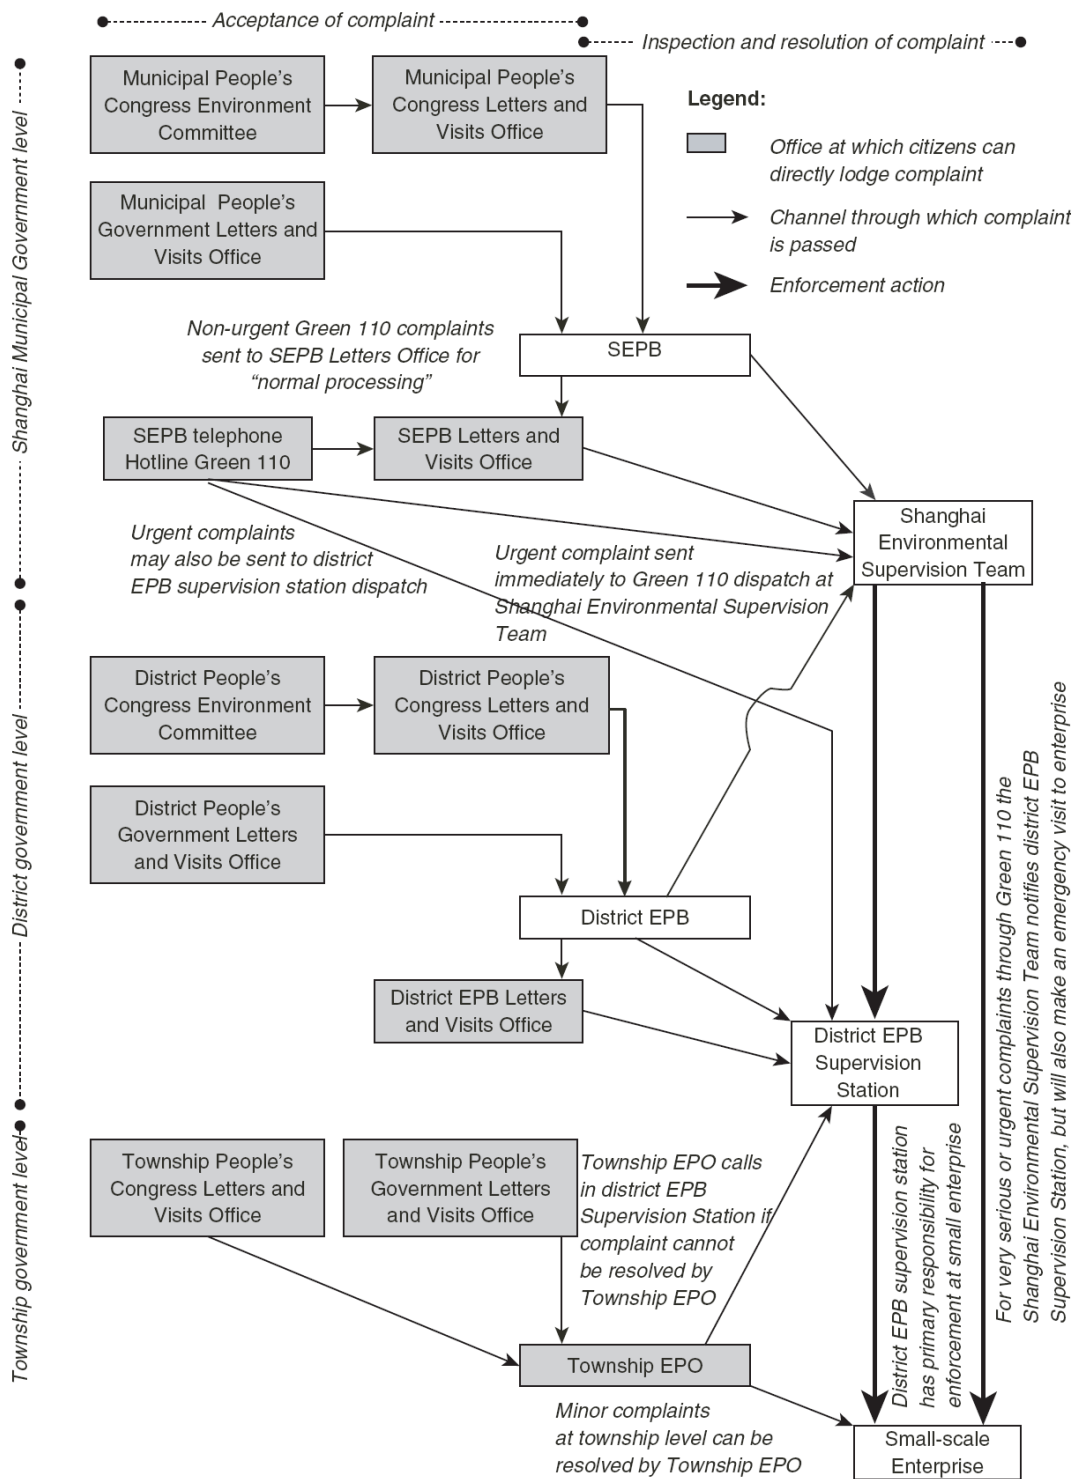 Acceptance of complaint
Inspection and resolution of complaint
Shanghai Municipal Government level
Municipal People's
Congress Environment
Committee
Municipal People's
Congress Letters and
Visits Office
Legend:
Office at which citizens can
directly lodge complaint
Channel through which complaint
is passed
Enforcement action
Municipal People's
Government Letters and
Visits Office
Non-urgent Green 110 complaints
sent to SEPB Letters Office for
“normal processing”
SEPB
SEPB telephone
Hotline Green 110
SEPB Letters and
Visits Office
Shanghai
Environmental
Supervision Team
Urgent complaints
may also be sent to district
EPB supervision station dispatch
Urgent complaint sent
immediately to Green 110 dispatch at
Shanghai Environmental Supervision
Team
District government level
District People's
Congress Environment
Committee
District People's
Congress Letters and
Visits Office
District People's
Government Letters
and Visits Office
District EPB
District EPB Letters
and Visits Office
District EPB
Supervision
Station
For very serious or urgent complaints through Green 110 the
Shanghai Environmental Supervision Team notifies district EPB
Supervision Station, but will also make an emergency visit to enterprise
Township government level
Township People's
Congress Letters and
Visits Office
Township People's
Government Letters
and Visits Office
Township EPO calls
in district EPB
Supervision Station if
complaint cannot
be resolved by
Township EPO
District EPB supervision station
has primary responsibility for
enforcement at small enterprise
Township EPO
Minor complaints
at township level can be
resolved by Township EPO
Small-scale
Enterprise